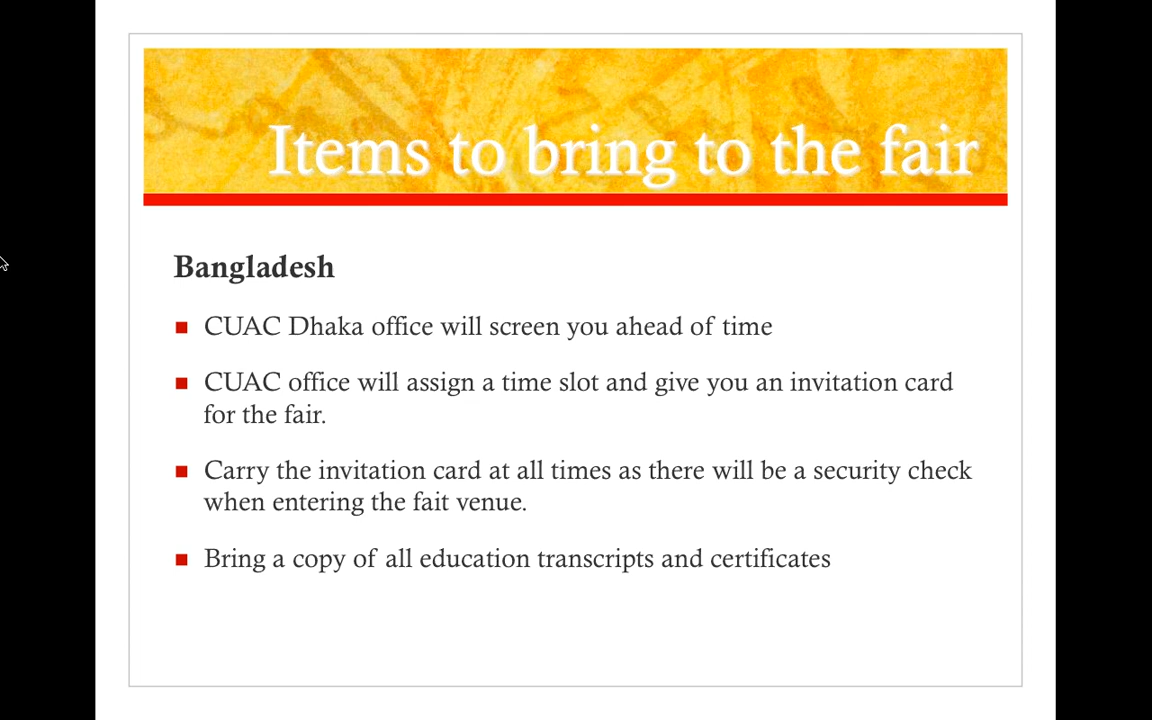 Items to bring to the fair
Bangladesh
CUAC Dhaka office will screen you ahead of time
CUAC office will assign a time slot and give you an invitation card
for the fair.
Carry the invitation card at all times as there will be a security check
when entering the fait venue.
Bring a copy of all education transcripts and certificates